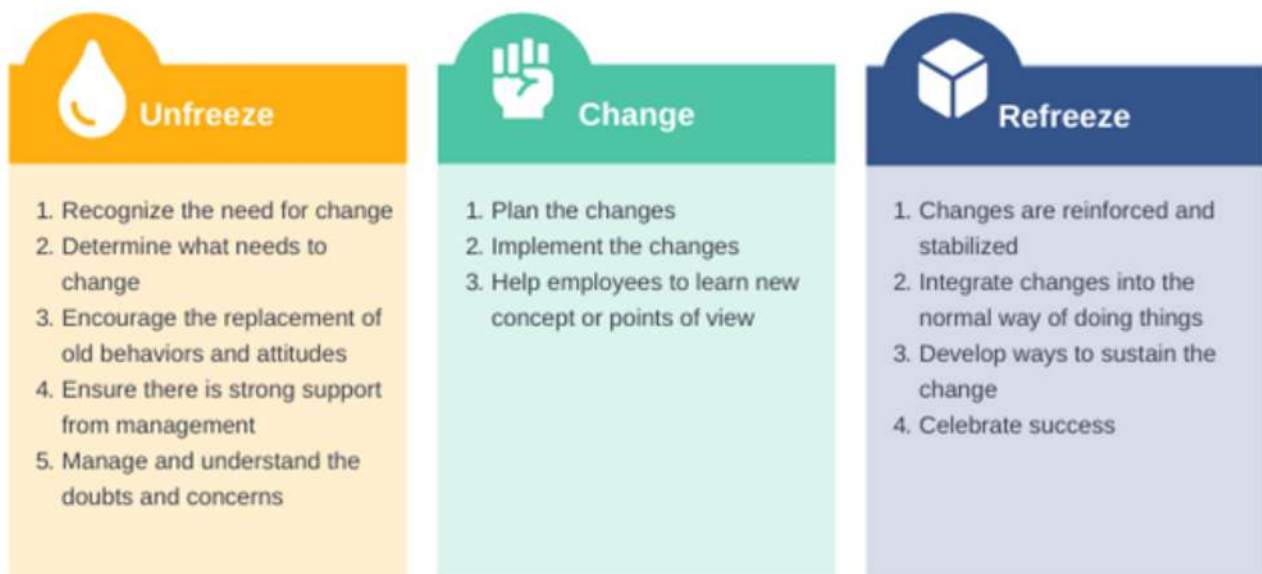 Unfreeze
1. Recognize the need for change
2. Determine what needs to
change
3. Encourage the replacement of
old behaviors and attitudes
4. Ensure there is strong support
from management
5. Manage and understand the
doubts and concerns
Change
1. Plan the changes
2. Implement the changes
3. Help employees to learn new
concept or points of view
Refreeze
1. Changes are reinforced and
stabilized
2. Integrate changes into the
normal way of doing things
3. Develop ways to sustain the
change
4. Celebrate success